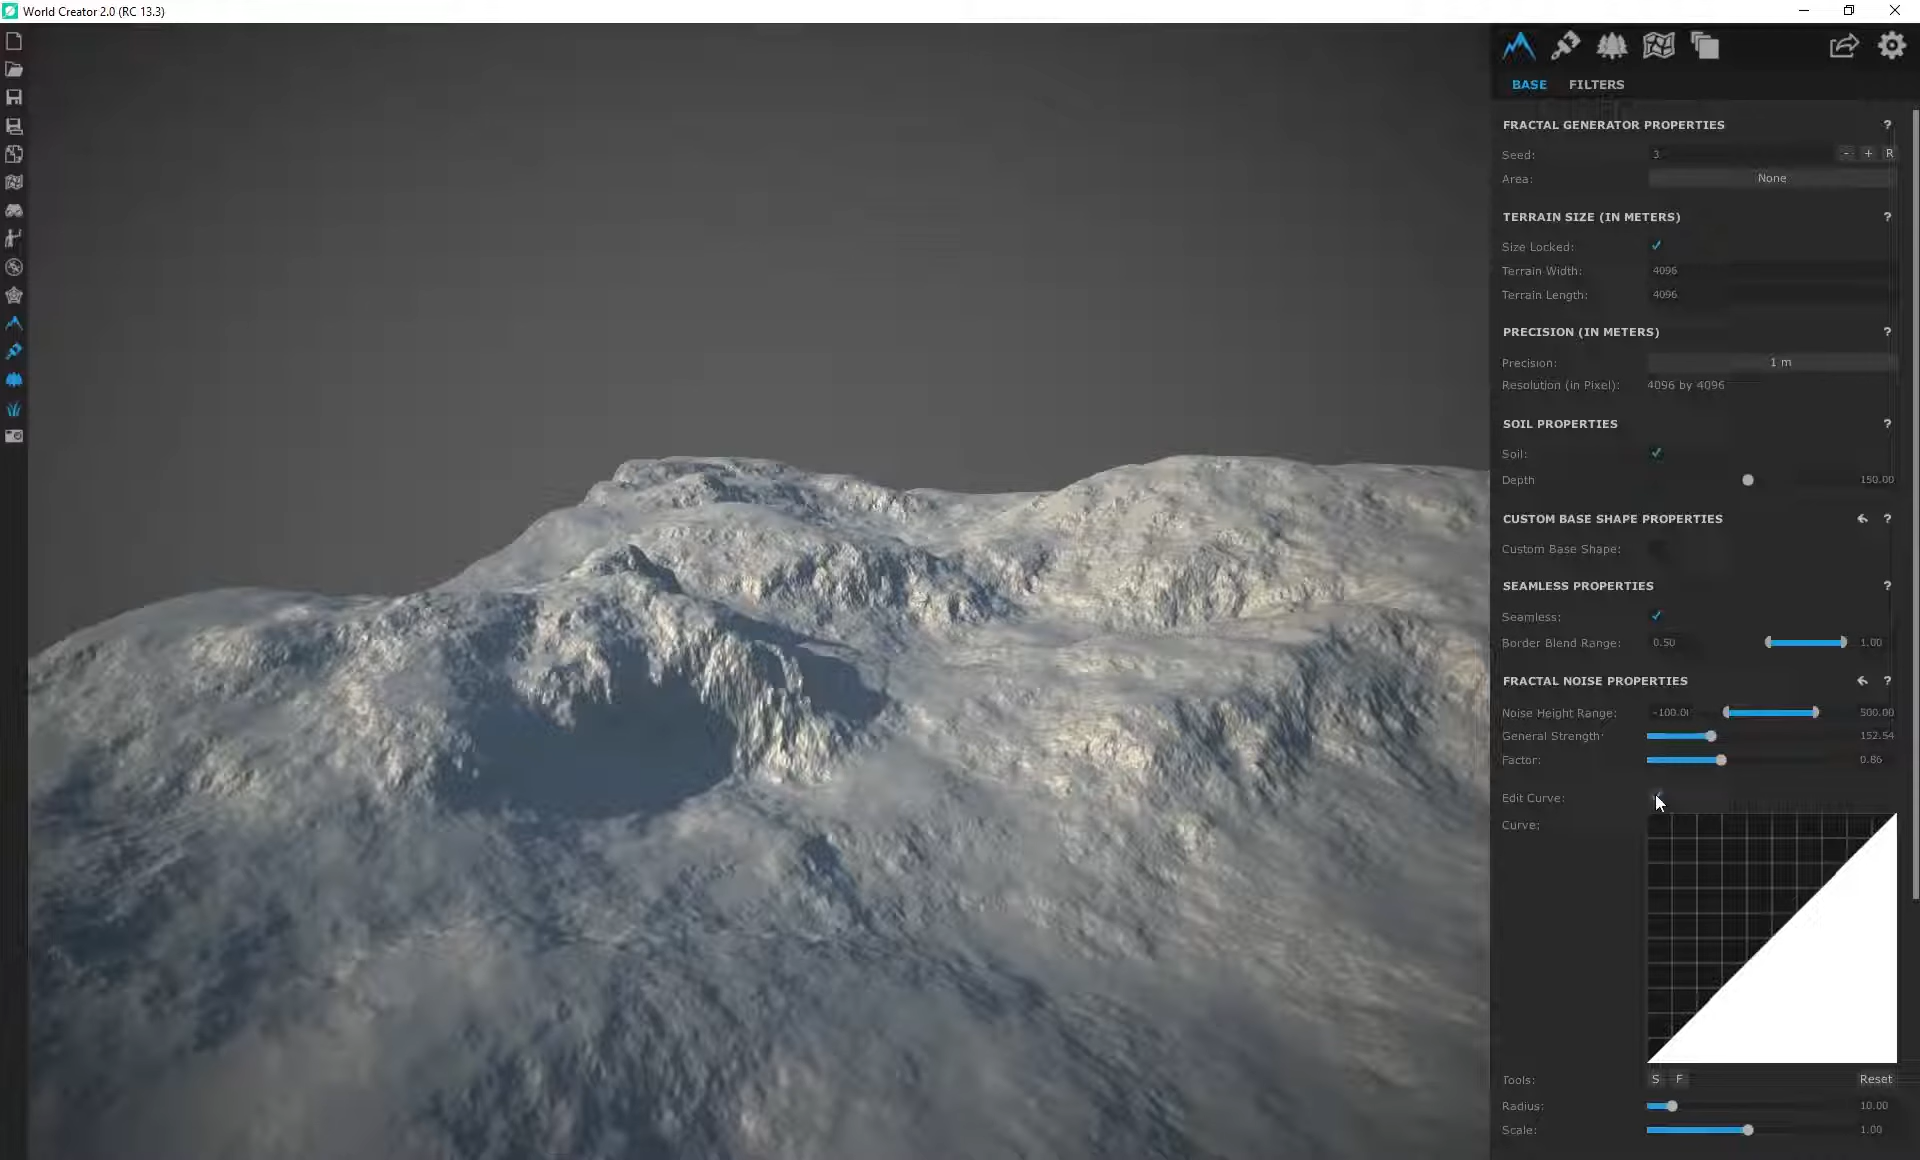 World Creator 2.0 (RC 13.3)
BASE FILTERS
FRACTAL GENERATOR PROPERTIES ?
Seed: 3 - + R
Area: None
TERRAIN SIZE (IN METERS) ?
Size Locked:
Terrain Width: 4096
Terrain Length: 4096
PRECISION (IN METERS) ?
Precision: 1 m
Resolution (in Pixel): 4096 by 4096
SOIL PROPERTIES ?
Soil:
Depth 150.00
CUSTOM BASE SHAPE PROPERTIES ?
Custom Base Shape:
SEAMLESS PROPERTIES ?
Seamless:
Border Blend Range: 0.50 1.00
FRACTAL NOISE PROPERTIES ?
Noise Height Range: -100.0 500.00
General Strength: 152.54
Factor: 0.86
Edit Curve:
Curve:
Tools: S F Reset
Radius: 10.00
Scale: 1.00